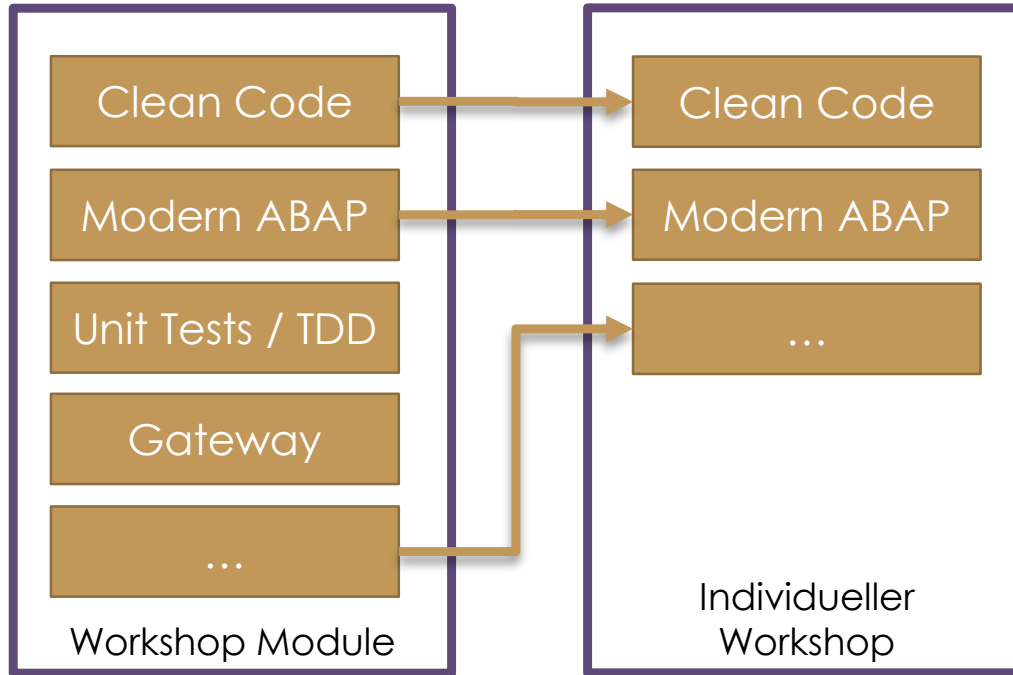 Clean Code
Modern ABAP
Unit Tests / TDD
Gateway
...
Workshop Module
Clean Code
Modern ABAP
...
Individueller
Workshop